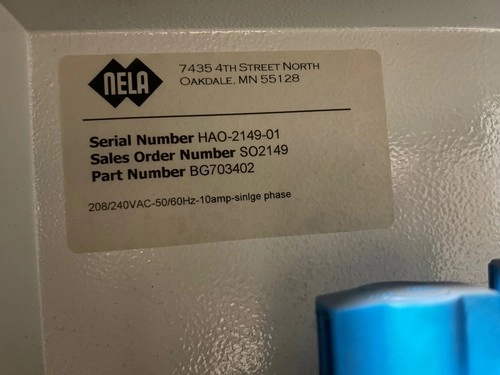 NELA
7435 4TH STREET NORTH
OAKDALE, MN 55128
Serial Number HAO-2149-01
Sales Order Number SO2149
Part Number BG703402
208/240VAC-50/60Hz-10amp-sinlge phase